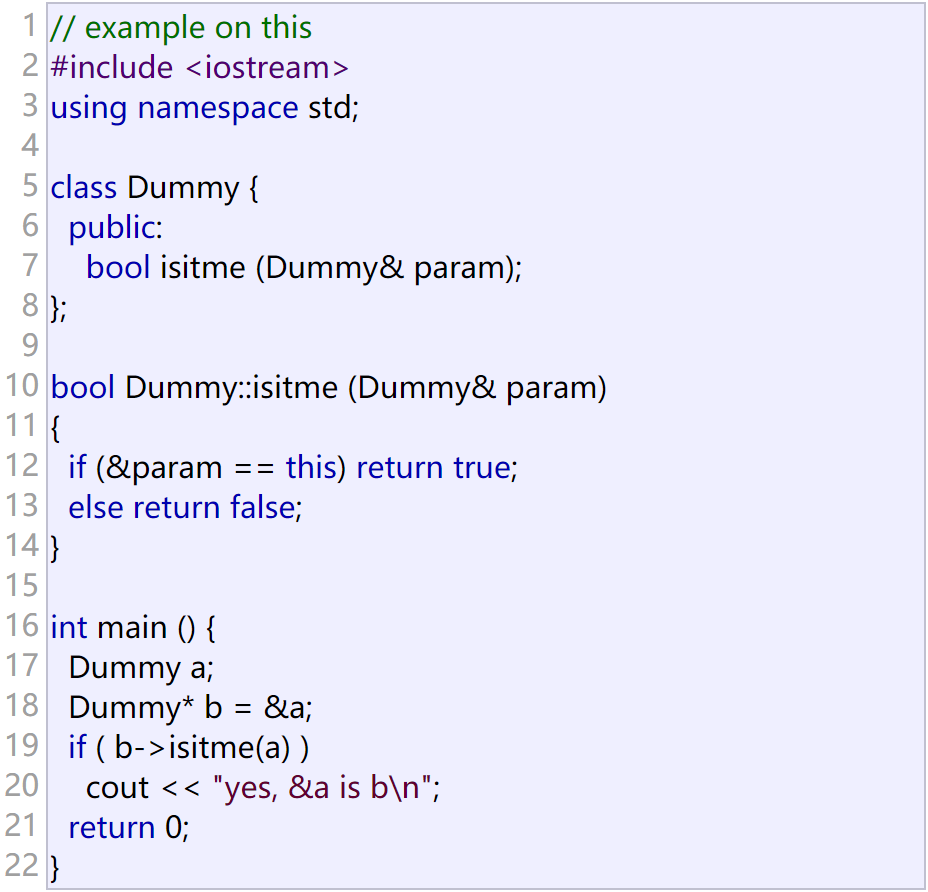 1 // example on this
2 #include <iostream>
3 using namespace std;
4
5 class Dummy {
6   public:
7     bool isitme (Dummy& param);
8 };
9
10 bool Dummy::isitme (Dummy& param)
11 {
12   if (&param == this) return true;
13   else return false;
14 }
15
16 int main () {
17   Dummy a;
18   Dummy* b = &a;
19   if ( b->isitme(a) )
20     cout << "yes, &a is b\n";
21   return 0;
22 }